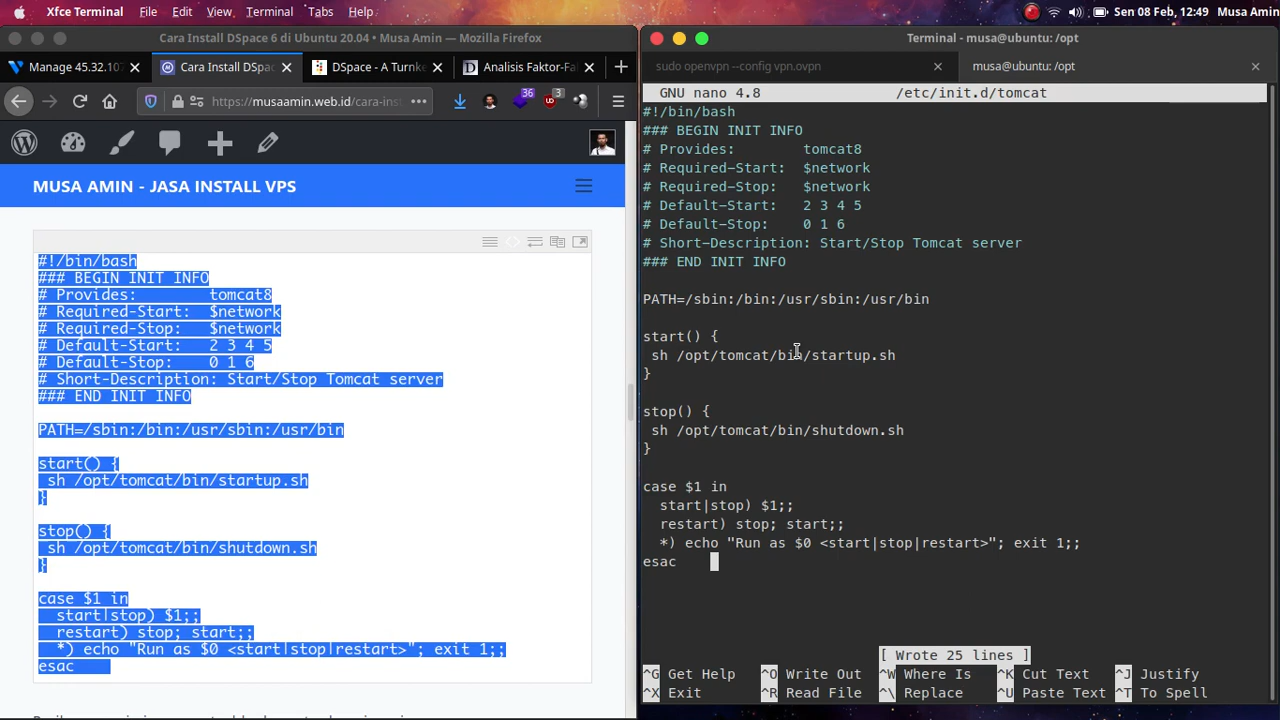 Xfce Terminal File Edit View Terminal Tabs Help
Sen 08 Feb, 12:49 Musa Amin
Cara Install DSpace 6 di Ubuntu 20.04 • Musa Amin — Mozilla Firefox
Manage 45.32.107
Cara Install DSpac
DSpace - A Turnke
Analisis Faktor-Fa
https://musaamin.web.id/cara-inst
36
3
MUSA AMIN - JASA INSTALL VPS
#!/bin/bash
### BEGIN INIT INFO
# Provides: tomcat8
# Required-Start: $network
# Required-Stop: $network
# Default-Start: 2 3 4 5
# Default-Stop: 0 1 6
# Short-Description: Start/Stop Tomcat server
### END INIT INFO
PATH=/sbin:/bin:/usr/sbin:/usr/bin
start() {
sh /opt/tomcat/bin/startup.sh
}
stop() {
sh /opt/tomcat/bin/shutdown.sh
}
case $1 in
start|stop) $1;;
restart) stop; start;;
*) echo "Run as $0 <start|stop|restart>"; exit 1;;
esac
Terminal - musa@ubuntu: /opt
sudo openvpn --config vpn.ovpn
musa@ubuntu: /opt
GNU nano 4.8 /etc/init.d/tomcat
#!/bin/bash
### BEGIN INIT INFO
# Provides: tomcat8
# Required-Start: $network
# Required-Stop: $network
# Default-Start: 2 3 4 5
# Default-Stop: 0 1 6
# Short-Description: Start/Stop Tomcat server
### END INIT INFO
PATH=/sbin:/bin:/usr/sbin:/usr/bin
start() {
sh /opt/tomcat/bin/startup.sh
}
stop() {
sh /opt/tomcat/bin/shutdown.sh
}
case $1 in
start|stop) $1;;
restart) stop; start;;
*) echo "Run as $0 <start|stop|restart>"; exit 1;;
esac
[ Wrote 25 lines ]
^G Get Help ^O Write Out ^W Where Is ^K Cut Text ^J Justify
^X Exit ^R Read File ^\ Replace ^U Paste Text ^T To Spell